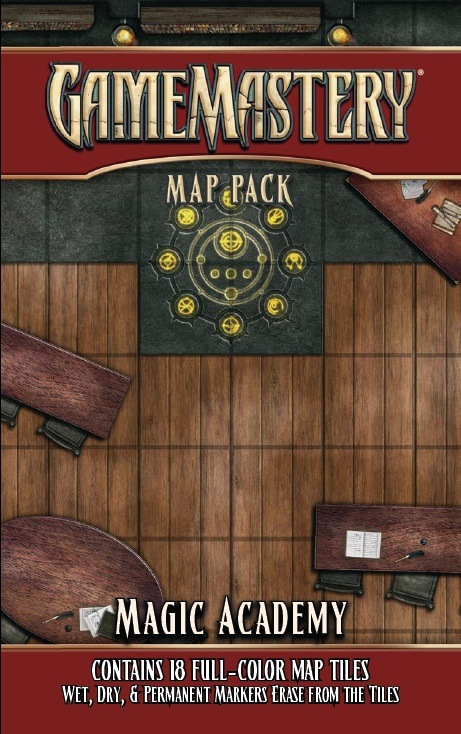 GAMEMASTERY®
MAP PACK
MAGIC ACADEMY
CONTAINS 18 FULL-COLOR MAP TILES
WET, DRY, & PERMANENT MARKERS ERASE FROM THE TILES